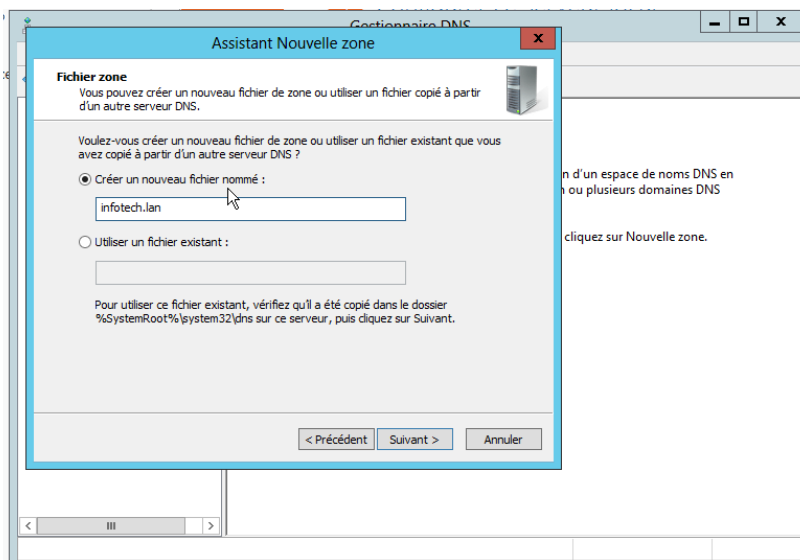 Gestionnaire DNS
Assistant Nouvelle zone
x
x
Fichier zone
Vous pouvez créer un nouveau fichier de zone ou utiliser un fichier copié à partir
d'un autre serveur DNS.
Voulez-vous créer un nouveau fichier de zone ou utiliser un fichier existant que vous
avez copié à partir d'un autre serveur DNS ?
Créer un nouveau fichier nommé :
infotech.lan
Utiliser un fichier existant :
Pour utiliser ce fichier existant, vérifiez qu'il a été copié dans le dossier
%SystemRoot%\system32\dns sur ce serveur, puis cliquez sur Suivant.
< Précédent
Suivant >
Annuler
n d'un espace de noms DNS en
n ou plusieurs domaines DNS
cliquez sur Nouvelle zone.